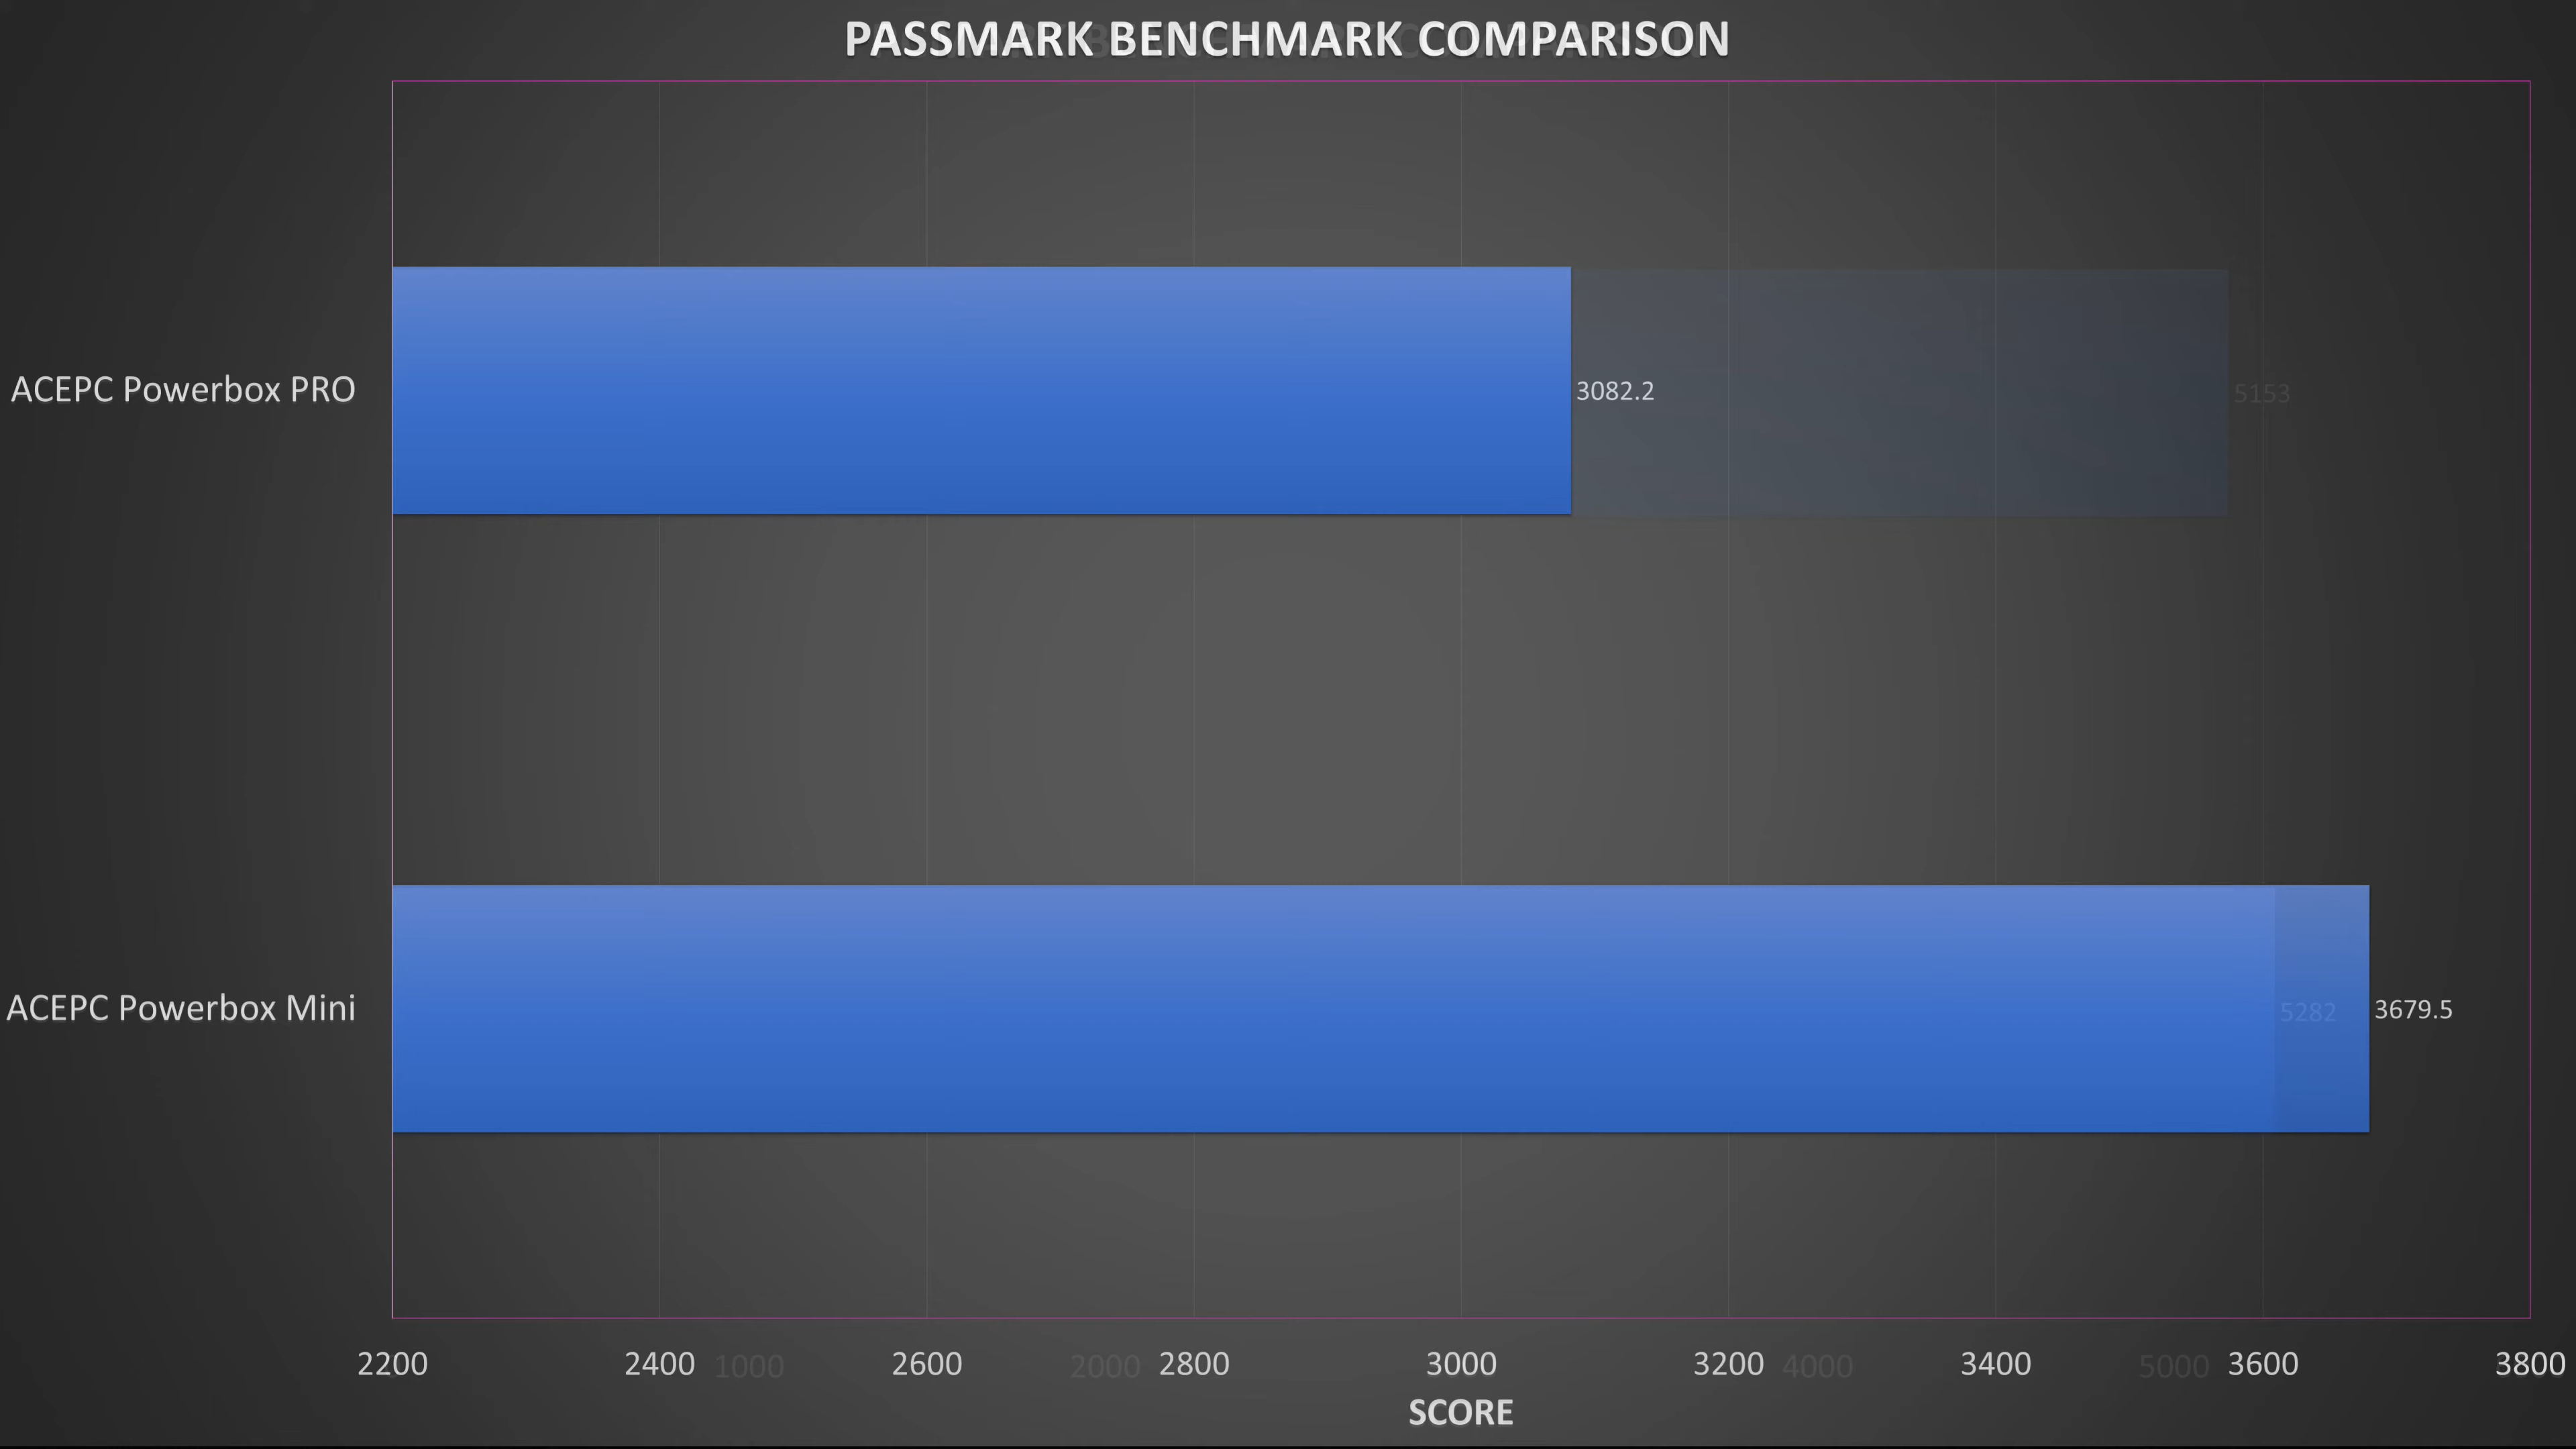 PASSMARK BENCHMARK COMPARISON
ACEPC Powerbox PRO
3082.2
5153
ACEPC Powerbox Mini
5282
3679.5
2200 2400 1000 2600 2000 2800 3000 3200 4000 3400 5000 3600 3800
SCORE